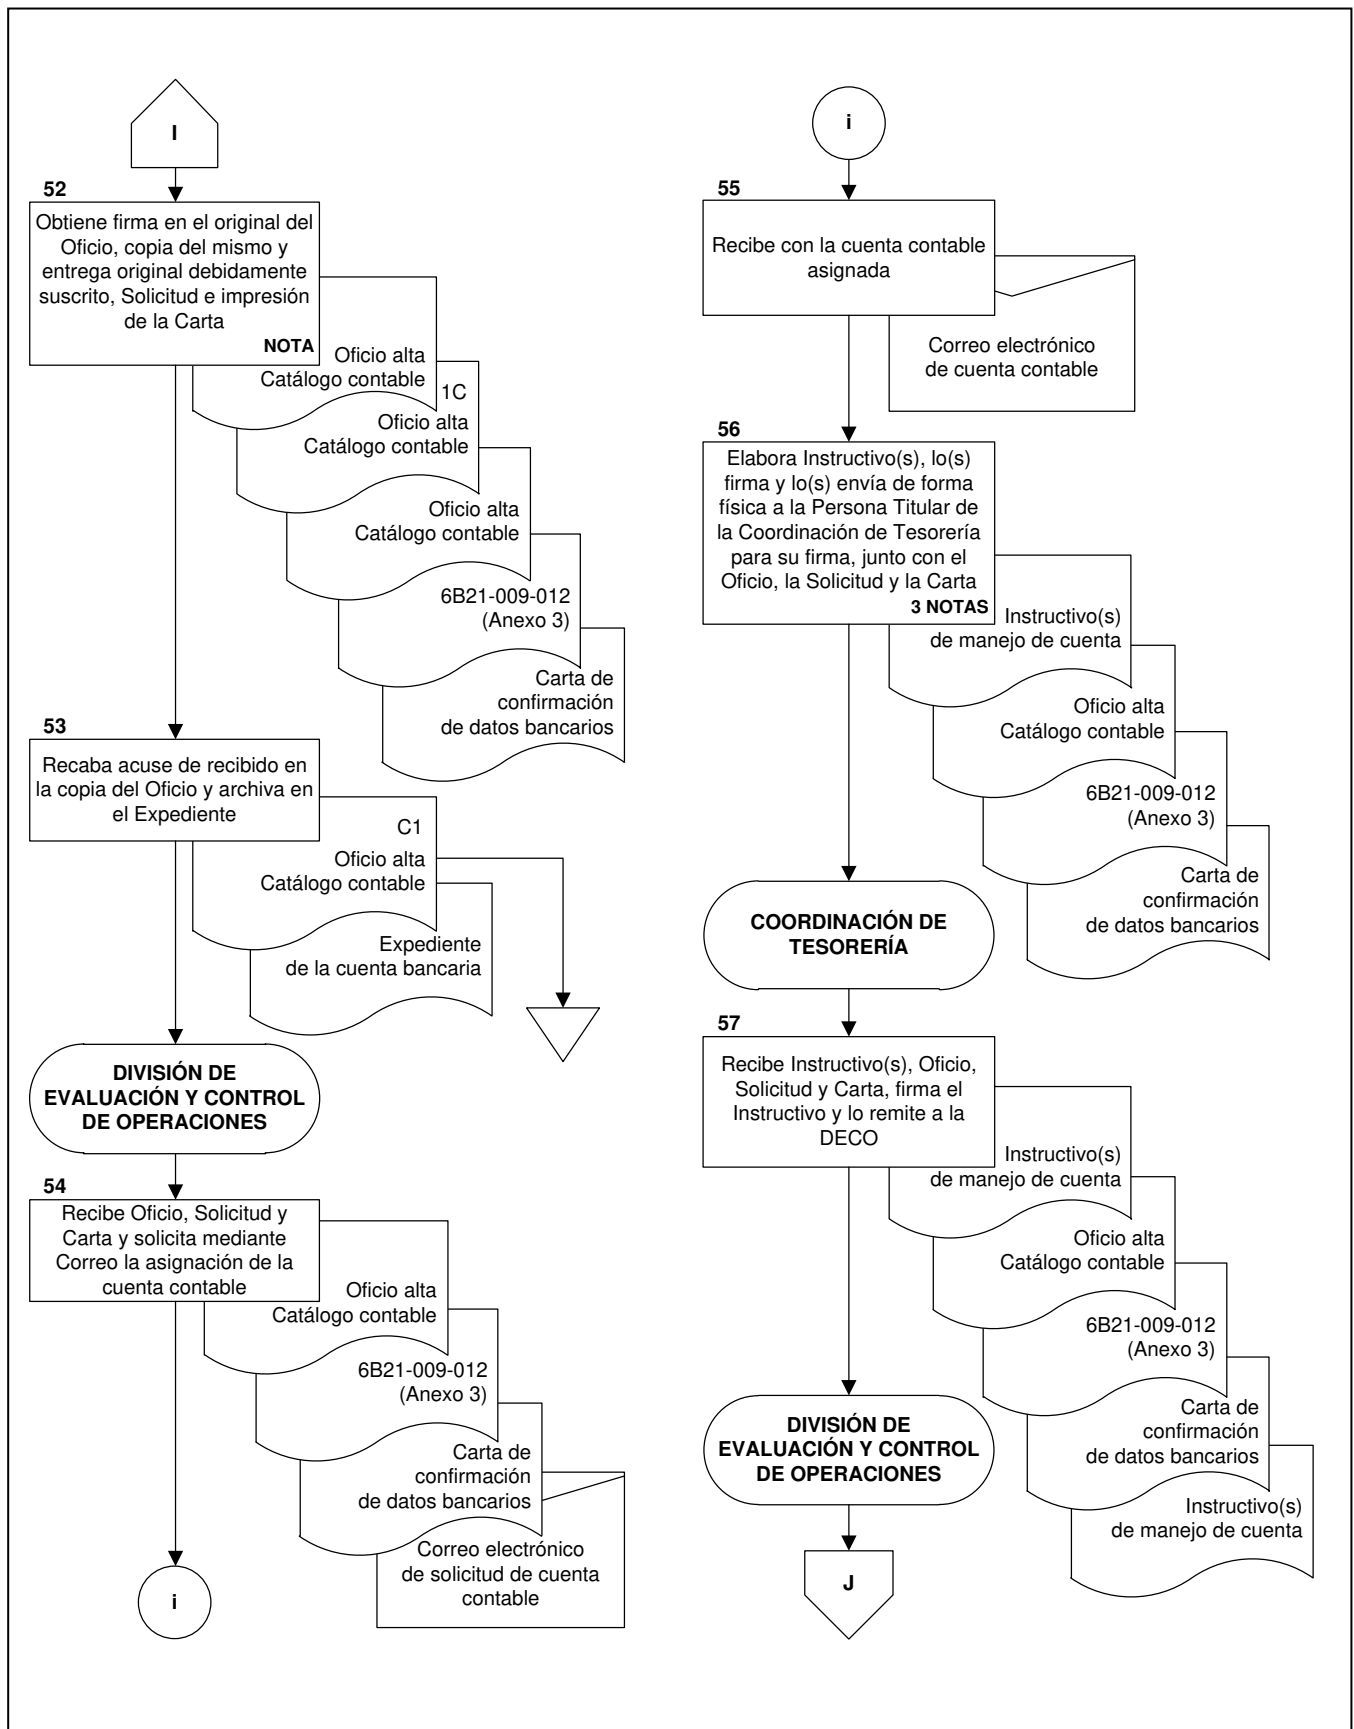 I
52
Obtiene firma en el original del
Oficio, copia del mismo y
entrega original debidamente
suscrito, Solicitud e impresión
de la Carta
NOTA
Oficio alta
Catálogo contable
1C
Oficio alta
Catálogo contable
Oficio alta
Catálogo contable
6B21-009-012
(Anexo 3)
Carta de
confirmación
de datos bancarios
53
Recaba acuse de recibido en
la copia del Oficio y archiva en
el Expediente
C1
Oficio alta
Catálogo contable
Expediente
de la cuenta bancaria
DIVISIÓN DE
EVALUACIÓN Y CONTROL
DE OPERACIONES
54
Recibe Oficio, Solicitud y
Carta y solicita mediante
Correo la asignación de la
cuenta contable
Oficio alta
Catálogo contable
6B21-009-012
(Anexo 3)
Carta de
confirmación
de datos bancarios
Correo electrónico
de solicitud de cuenta
contable
i
i
55
Recibe con la cuenta contable
asignada
Correo electrónico
de cuenta contable
56
Elabora Instructivo(s), lo(s)
firma y lo(s) envía de forma
física a la Persona Titular de
la Coordinación de Tesorería
para su firma, junto con el
Oficio, la Solicitud y la Carta
3 NOTAS
Instructivo(s)
de manejo de cuenta
Oficio alta
Catálogo contable
6B21-009-012
(Anexo 3)
Carta de
confirmación
de datos bancarios
COORDINACIÓN DE
TESORERÍA
57
Recibe Instructivo(s), Oficio,
Solicitud y Carta, firma el
Instructivo y lo remite a la
DECO
Instructivo(s)
de manejo de cuenta
Oficio alta
Catálogo contable
6B21-009-012
(Anexo 3)
Carta de
confirmación
de datos bancarios
Instructivo(s)
de manejo de cuenta
DIVISIÓN DE
EVALUACIÓN Y CONTROL
DE OPERACIONES
J